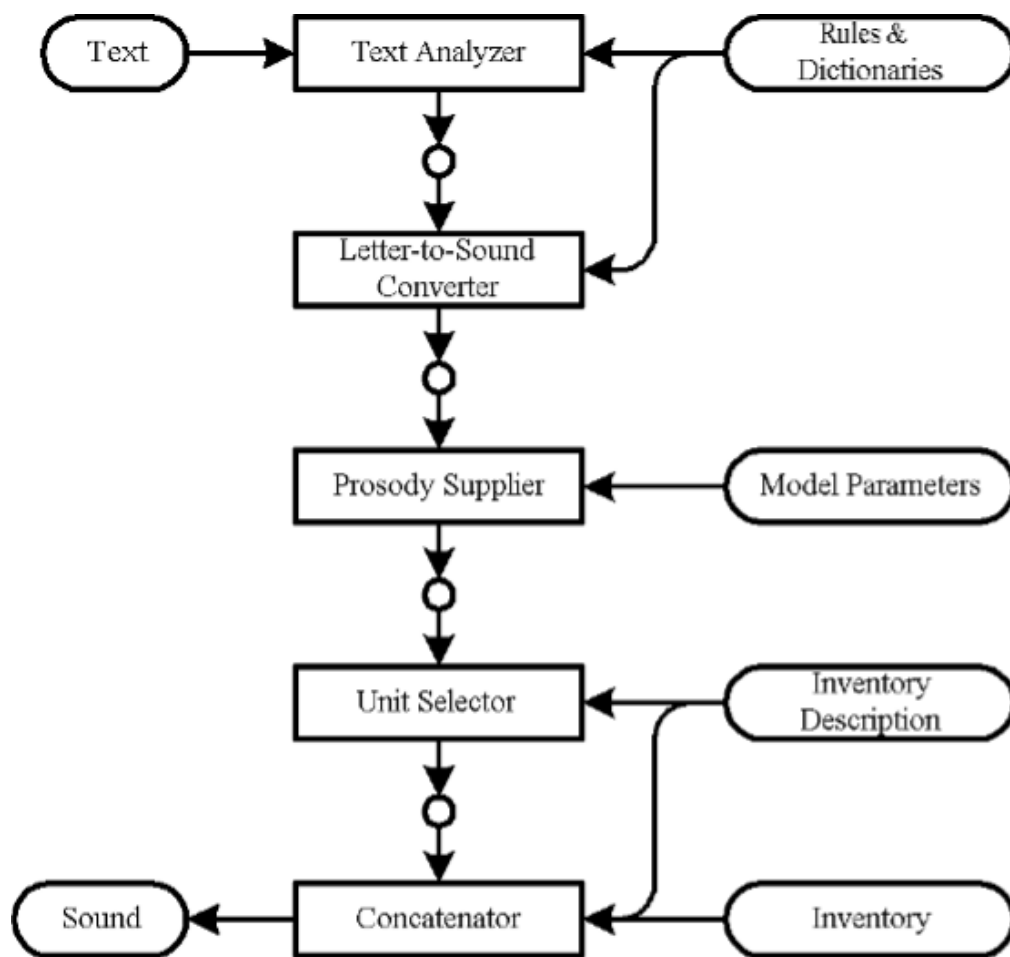 Text
Text Analyzer
Rules &
Dictionaries
Letter-to-Sound
Converter
Prosody Supplier
Model Parameters
Unit Selector
Inventory
Description
Sound
Concatenator
Inventory